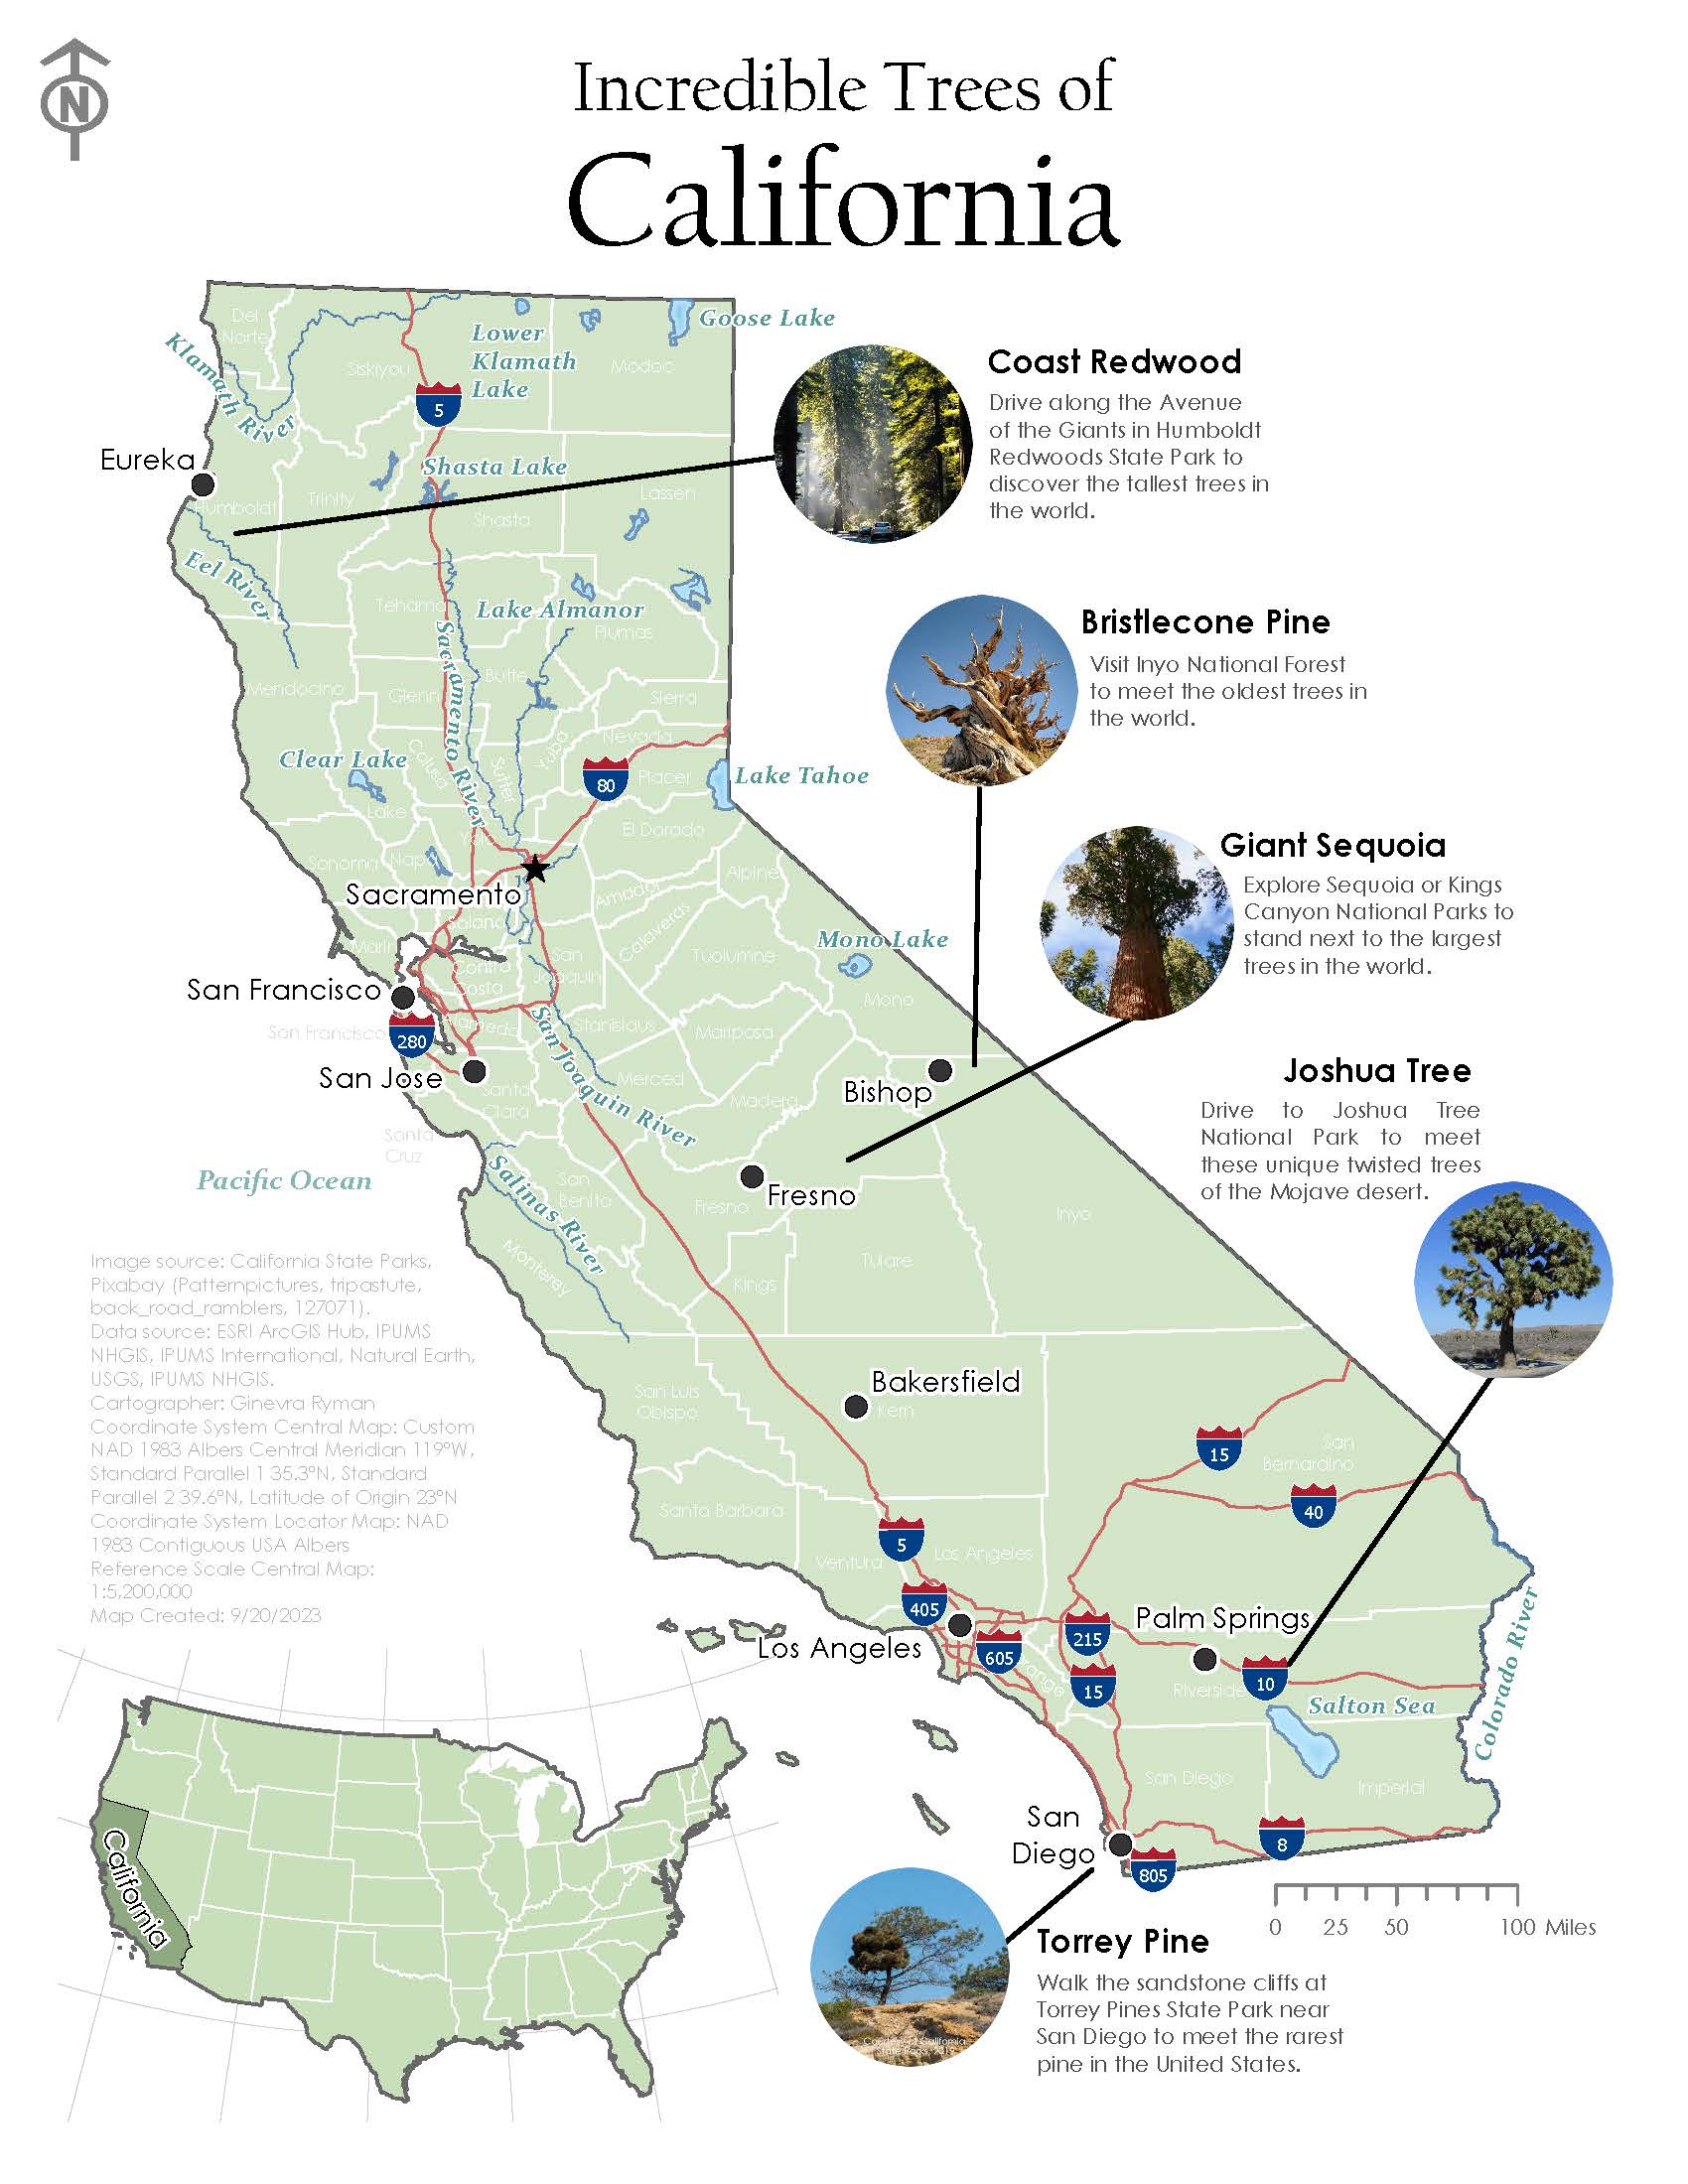 N
Incredible Trees of
California
Del
Norte
Siskiyou
Modoc
Klamath River
Lower
Klamath
Lake
Goose Lake
5
Eureka
Humboldt
Trinity
Shasta Lake
Shasta
Lassen
Coast Redwood
Drive along the Avenue
of the Giants in Humboldt
Redwoods State Park to
discover the tallest trees in
the world.
Eel River
Tehama
Lake Almanor
Plumas
Bristlecone Pine
Visit Inyo National Forest
to meet the oldest trees in
the world.
Mendocino
Glenn
Butte
Sierra
Sacramento River
Clear Lake
Lake
Colusa
Sutter
Yuba
Nevada
80
Placer
Lake Tahoe
Yolo
El Dorado
Giant Sequoia
Explore Sequoia or Kings
Canyon National Parks to
stand next to the largest
trees in the world.
Sonoma
Napa
Sacramento
Solano
Amador
Alpine
Marin
Contra
Costa
San
Joaquin
Calaveras
Tuolumne
Mono Lake
Mono
San Francisco
San Francisco
280
Alameda
Stanislaus
Mariposa
San Jose
Santa
Clara
San Joaquin River
Merced
Madera
Bishop
Joshua Tree
Drive to Joshua Tree
National Park to meet
these unique twisted trees
of the Mojave desert.
Santa
Cruz
Pacific Ocean
Salinas River
San
Benito
Fresno
Fresno
Inyo
Monterey
Kings
Tulare
Image source: California State Parks,
Pixabay (Patternpictures, tripastute,
back_road_ramblers, 127071).
Data source: ESRI ArcGIS Hub, IPUMS
NHGIS, IPUMS International, Natural Earth,
USGS, IPUMS NHGIS.
Cartographer: Ginevra Ryman
Coordinate System Central Map: Custom
NAD 1983 Albers Central Meridian 119°W,
Standard Parallel 1 35.3°N, Standard
Parallel 2 39.6°N, Latitude of Origin 23°N
Coordinate System Locator Map: NAD
1983 Contiguous USA Albers
Reference Scale Central Map:
1:5,200,000
Map Created: 9/20/2023
San Luis
Obispo
Bakersfield
Kern
15
San
Bernardino
40
Santa Barbara
Ventura
5
Los Angeles
405
Los Angeles
605
Orange
215
15
Palm Springs
Riverside
10
Salton Sea
Colorado River
San Diego
Imperial
San
Diego
805
8
0 25 50 100 Miles
California
Torrey Pine
Walk the sandstone cliffs at
Torrey Pines State Park near
San Diego to meet the rarest
pine in the United States.